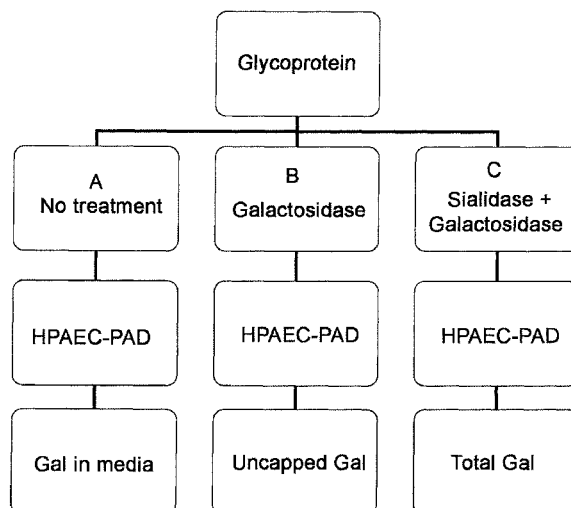 Glycoprotein
A
No treatment
B
Galactosidase
C
Sialidase +
Galactosidase
HPAEC-PAD
HPAEC-PAD
HPAEC-PAD
Gal in media
Uncapped Gal
Total Gal